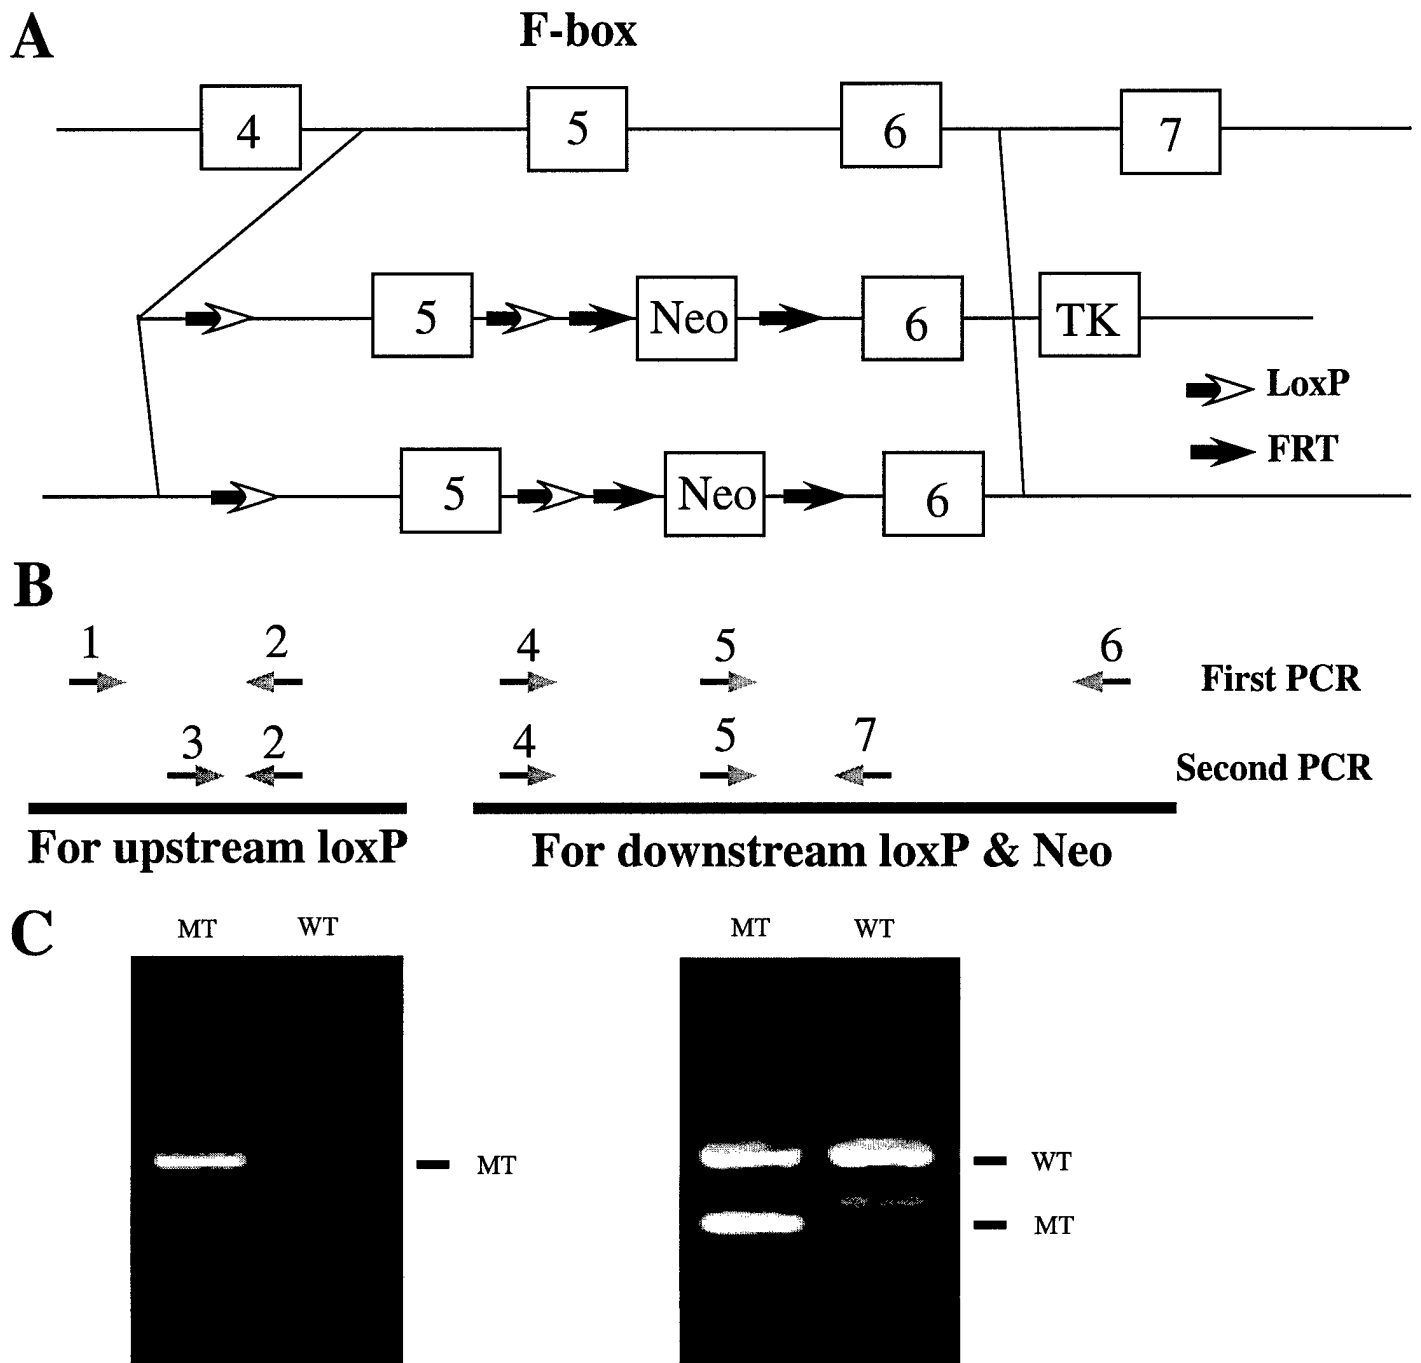 A
F-box
4 5 6 7
5 Neo 6 TK
LoxP
FRT
5 Neo 6
B
1 2 4 5 6
First PCR
3 2 4 5 7
Second PCR
For upstream loxP
For downstream loxP & Neo
C
MT WT
MT WT
MT
WT
MT